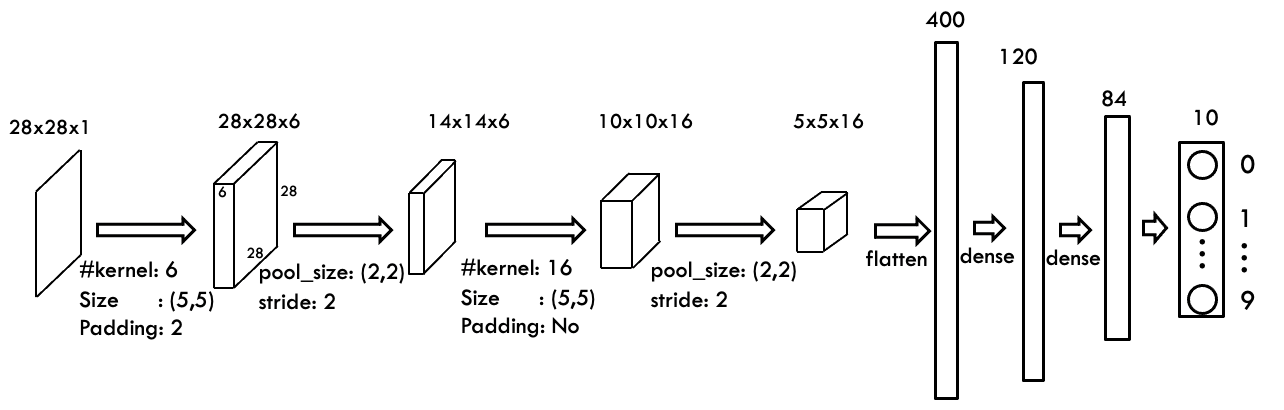 28x28x1
#kernel: 6
Size : (5,5)
Padding: 2
28x28x6
6
28
28
pool_size: (2,2)
stride: 2
14x14x6
#kernel: 16
Size : (5,5)
Padding: No
10x10x16
pool_size: (2,2)
stride: 2
5x5x16
flatten
400
dense
120
dense
84
10
0
1
9